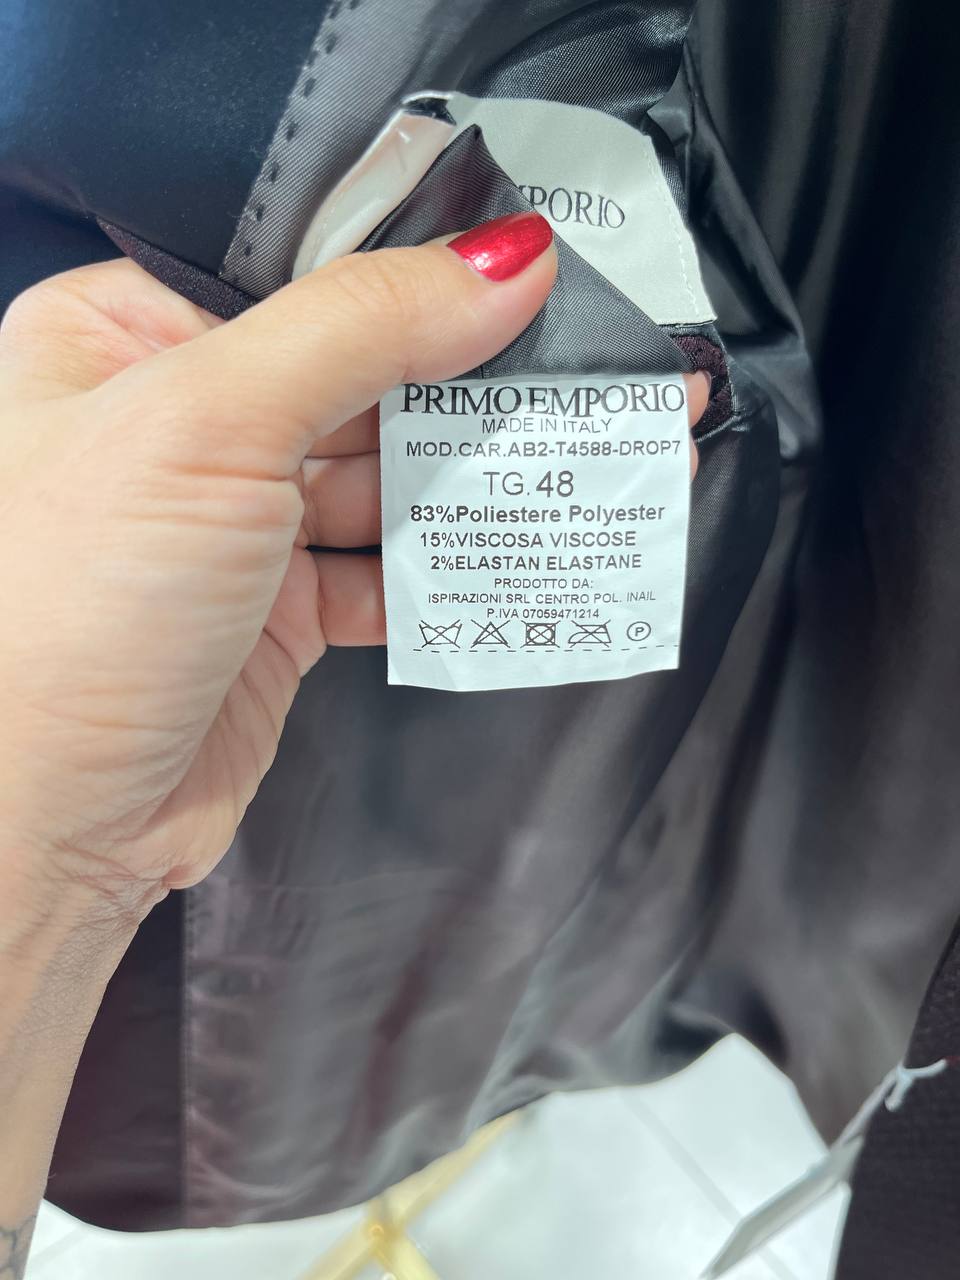 EMPORIO
PRIMO EMPORIO
MADE IN ITALY
MOD.CAR.AB2-T4588-DROP7
TG.48
83%Poliestere Polyester
15%VISCOSA VISCOSE
2%ELASTAN ELASTANE
PRODOTTO DA:
ISPIRAZIONI SRL CENTRO POL. INAIL
P.IVA 07059471214
P